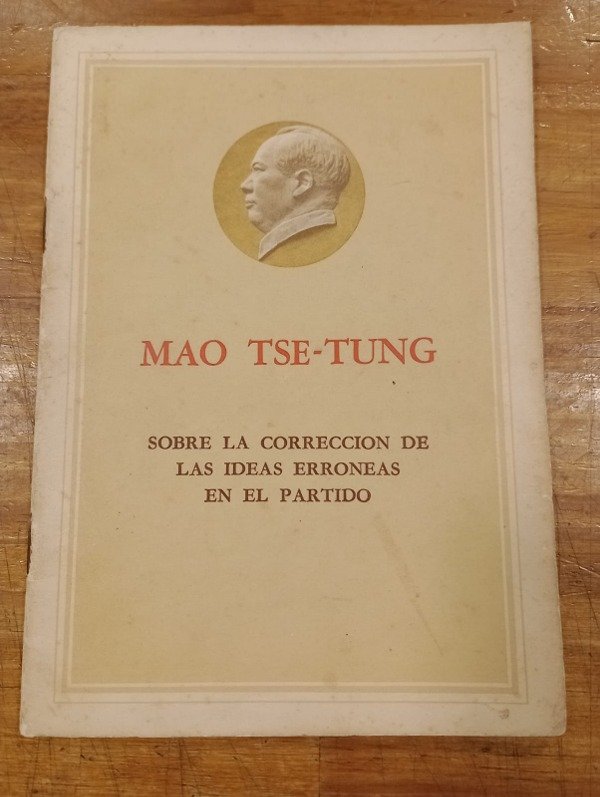 MAO TSE-TUNG
SOBRE LA CORRECCION DE
LAS IDEAS ERRONEAS
EN EL PARTIDO